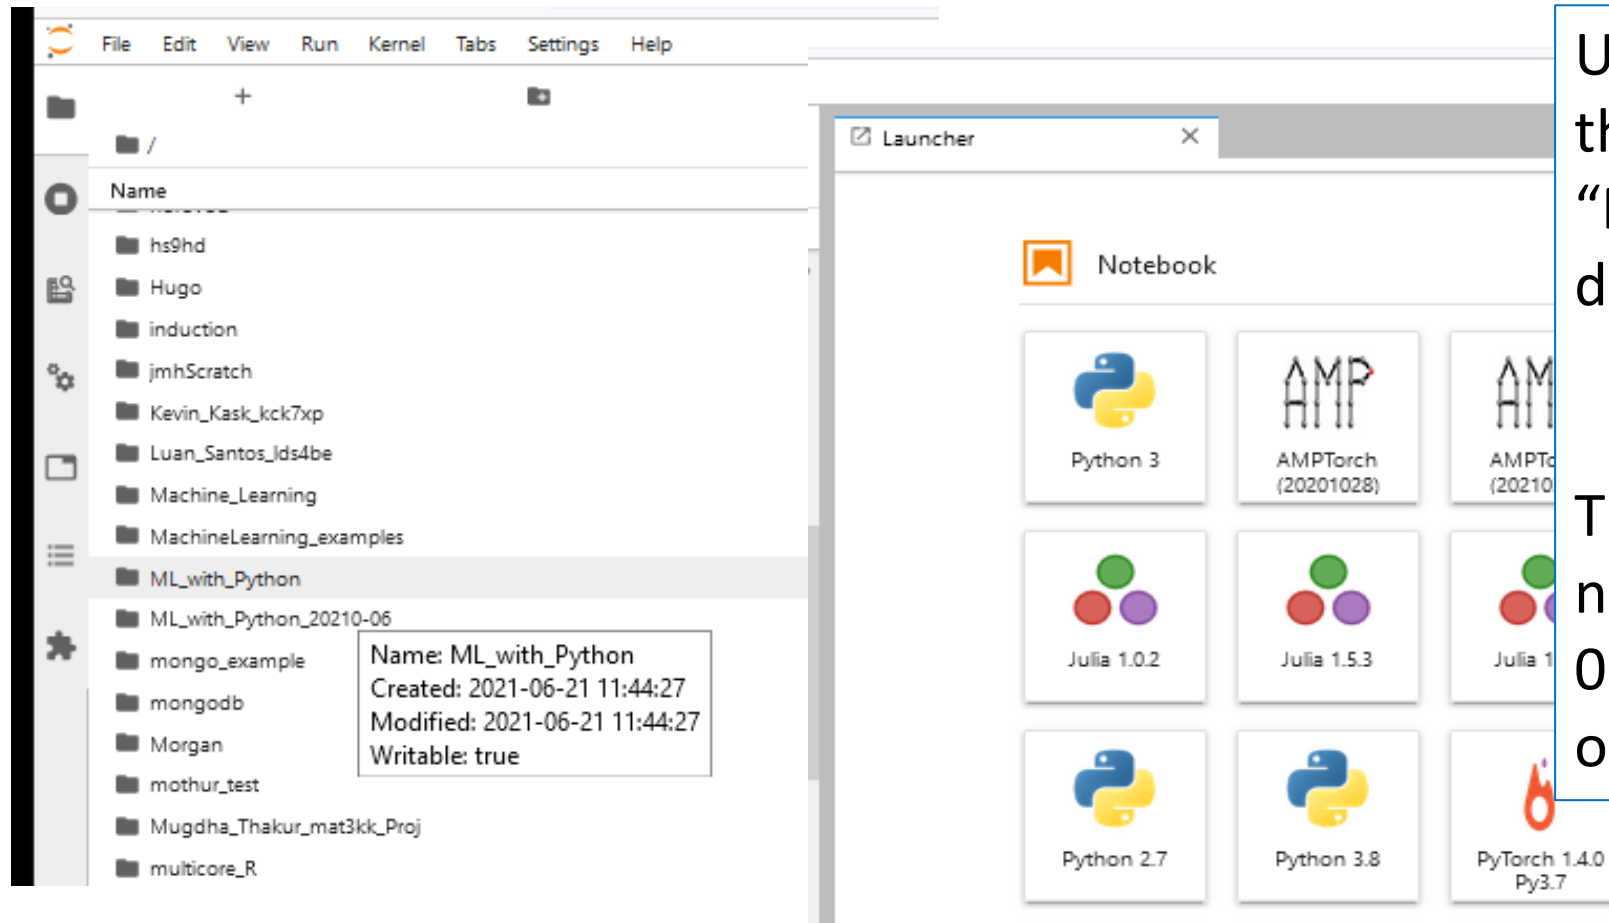 File Edit View Run Kernel Tabs Settings Help
+
/
Name
hs9hd
Hugo
induction
jmhScratch
Kevin_Kask_kck7xp
Luan_Santos_lds4be
Machine_Learning
MachineLearning_examples
ML_with_Python
ML_with_Python_20210-06
mongo_example
mongodb
Morgan
mothur_test
Mugdha_Thakur_mat3kk_Proj
multicore_R
Name: ML_with_Python
Created: 2021-06-21 11:44:27
Modified: 2021-06-21 11:44:27
Writable: true
Launcher
Notebook
AMP
Python 3
AMPTorch
(20201028)
Julia 1.0.2
Julia 1.5.3
Julia 1
Python 2.7
Python 3.8
PyTorch 1.4.0
Py3.7